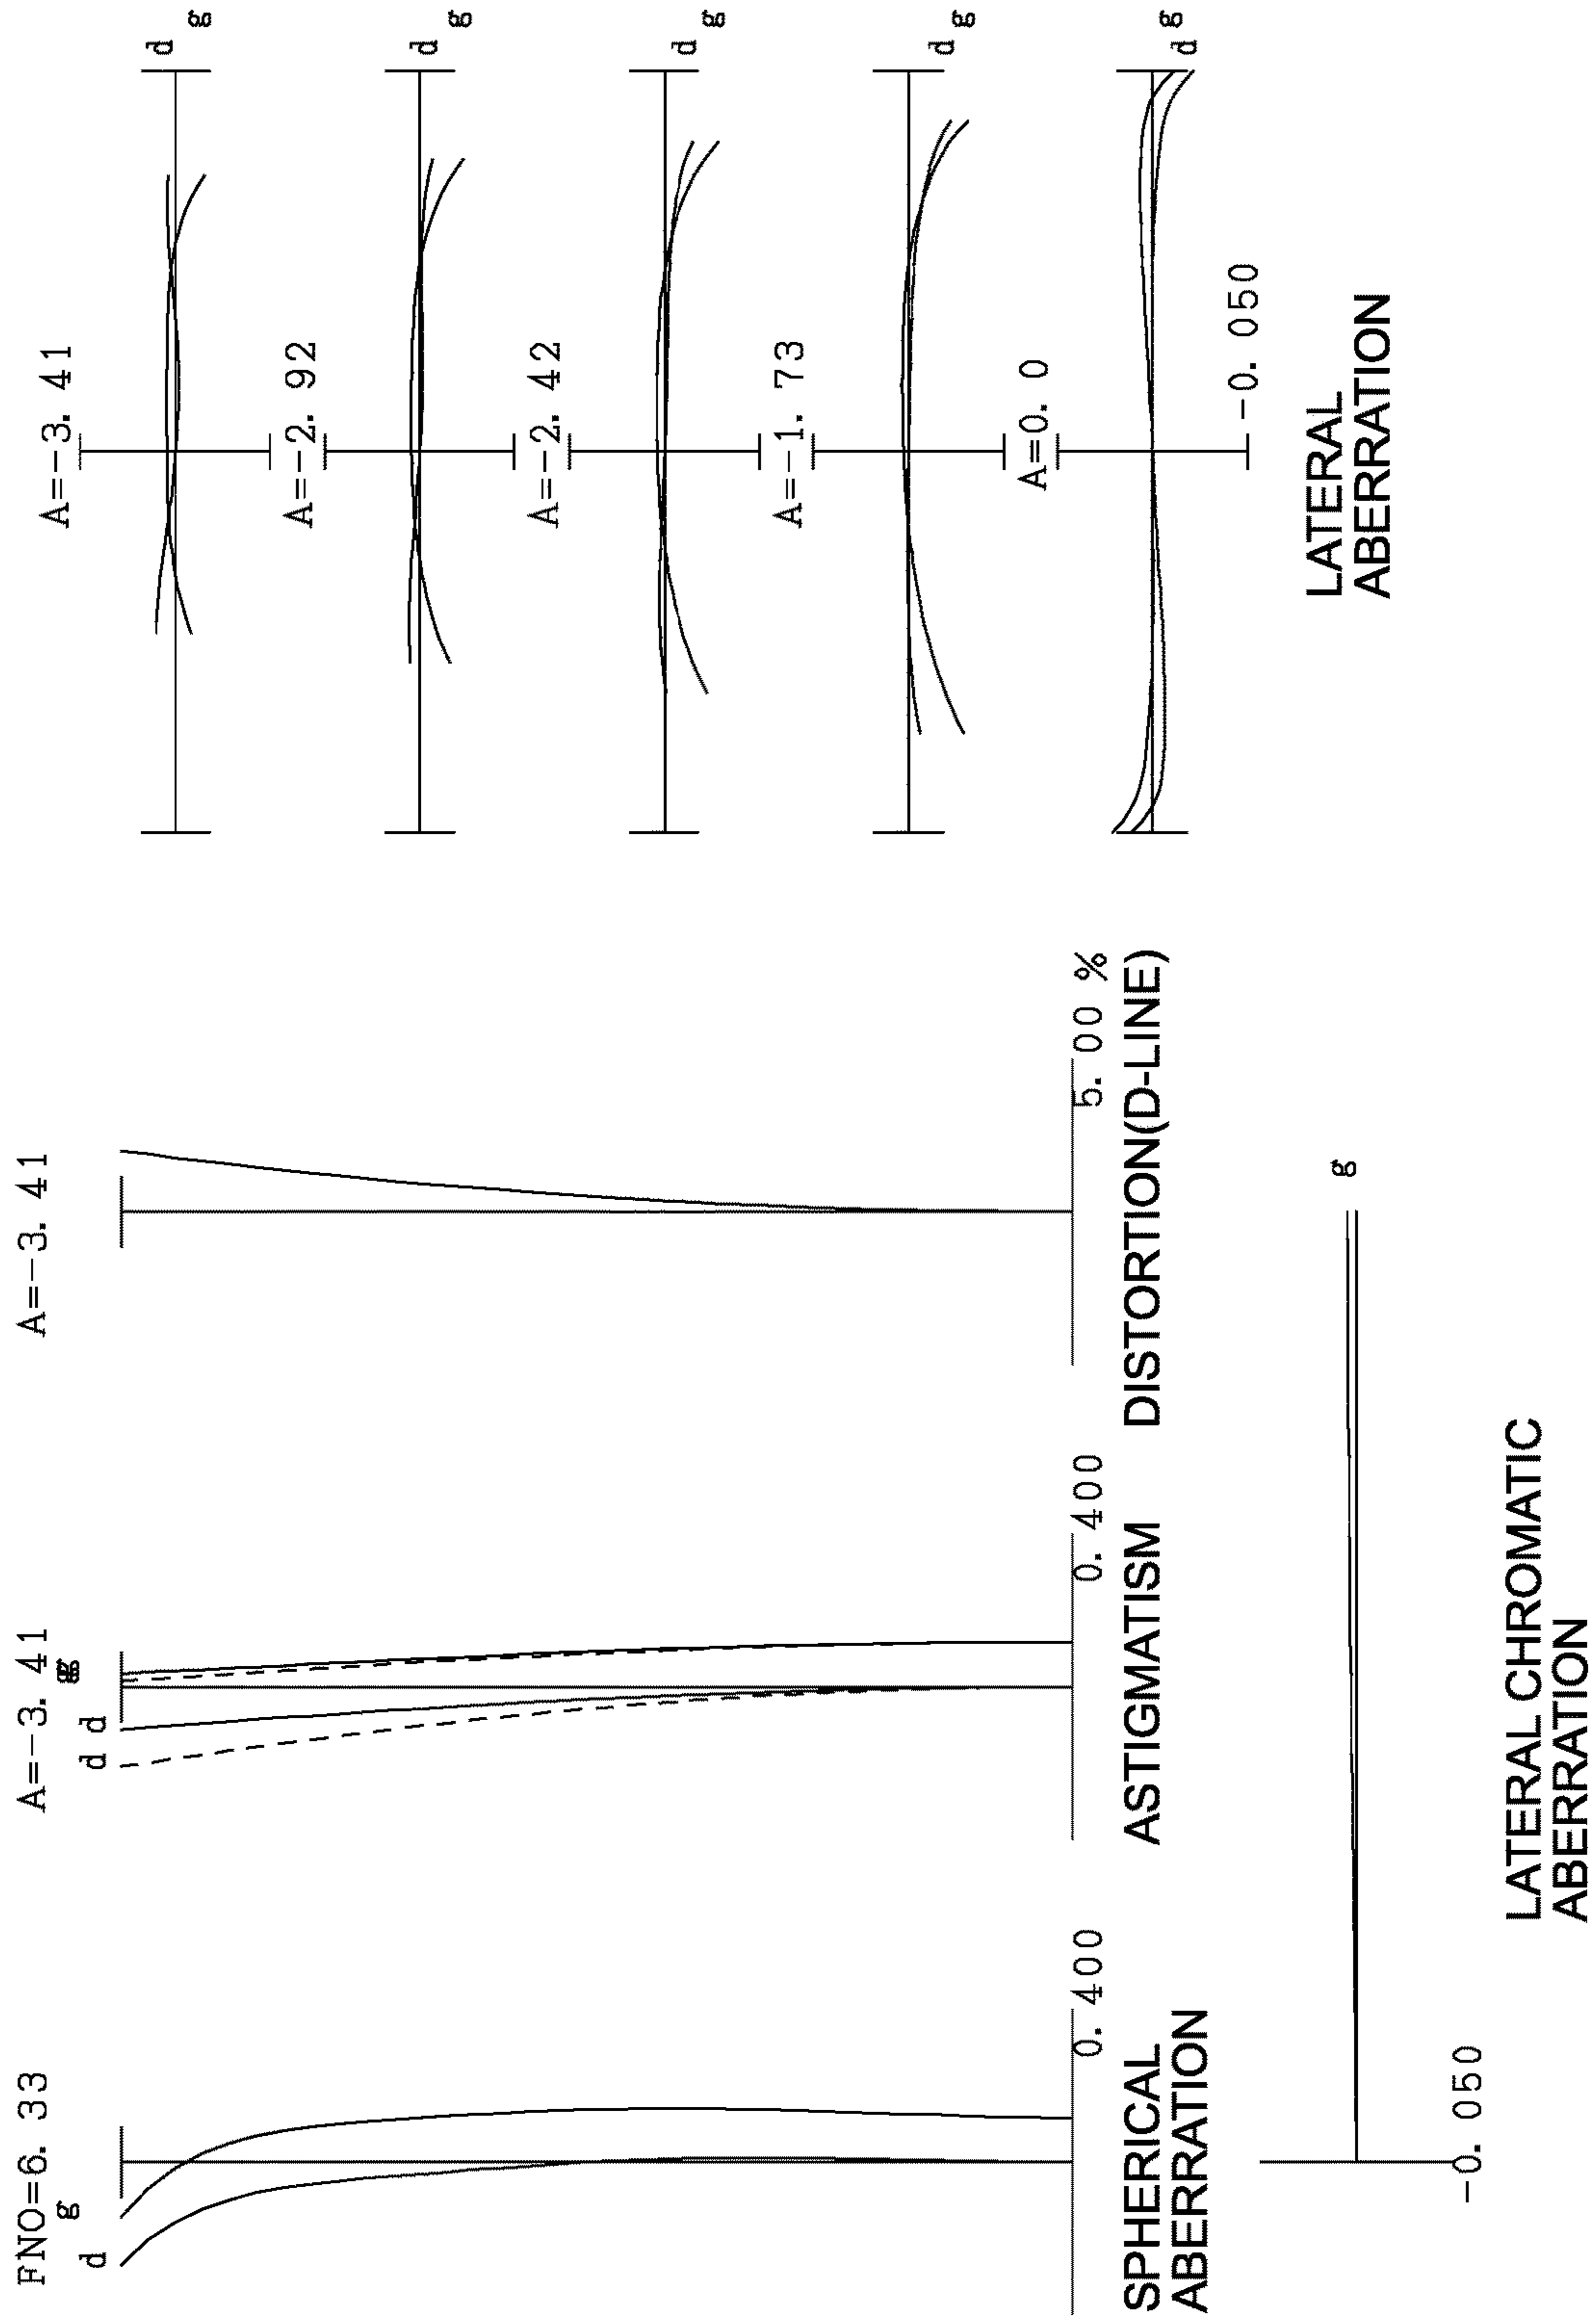 FNO=6. 33
d
g
0. 400
SPHERICAL
ABERRATION
A=-3. 41
d d
g g
0. 400
ASTIGMATISM
A=-3. 41
5. 00 %
DISTORTION(D-LINE)
g
-0. 050
LATERAL CHROMATIC
ABERRATION
A=-3. 41
d
g
A=-2. 92
d
g
A=-2. 42
d
g
A=-1. 73
d
g
A=0. 0
d
g
-0. 050
LATERAL
ABERRATION